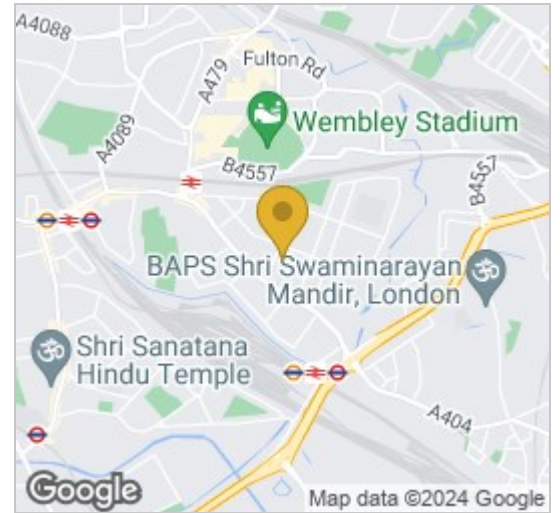 A4088
Fulton Rd
A479
Wembley Stadium
A4089
B4557
B4557
BAPS Shri Swaminarayan
Mandir, London
Shri Sanatana
Hindu Temple
A404
Google
Map data ©2024 Google